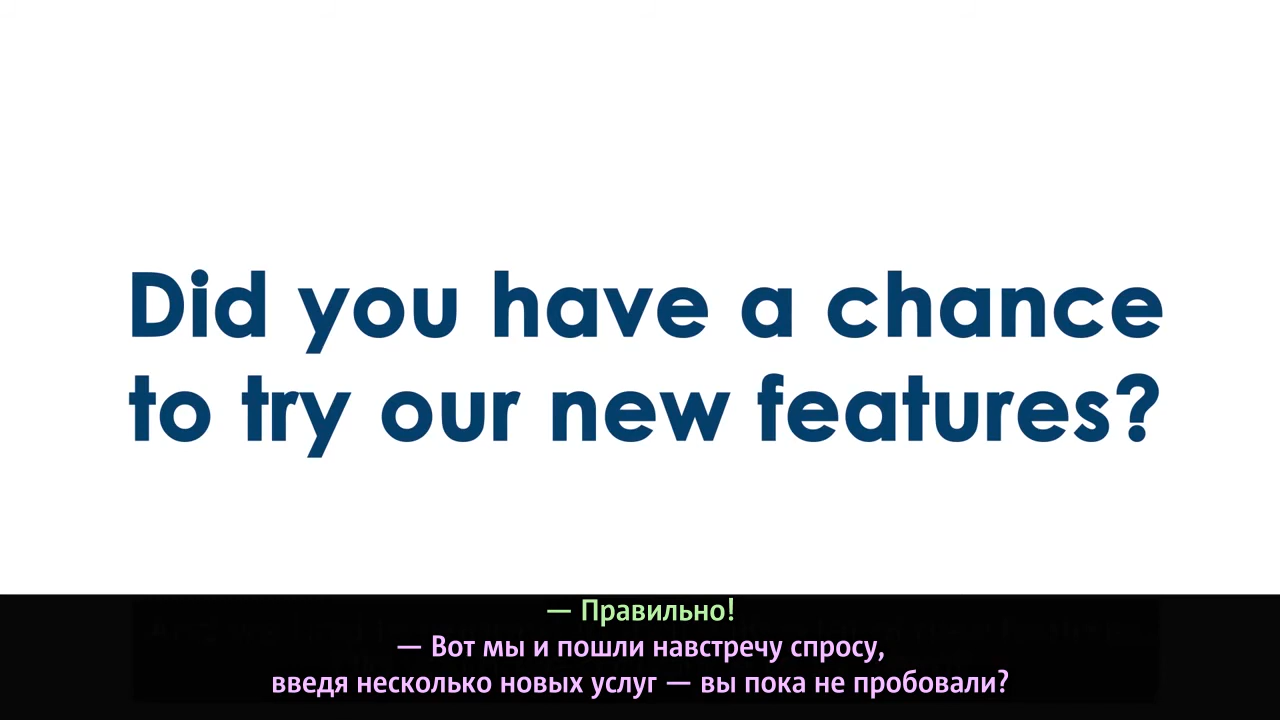 Did you have a chance
to try our new features?
— Правильно!
— Вот мы и пошли навстречу спросу,
введя несколько новых услуг — вы пока не пробовали?